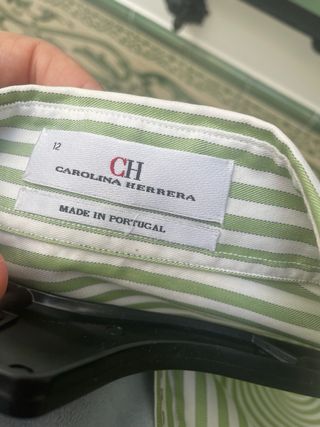 12
CH
CAROLINA HERRERA
MADE IN PORTUGAL